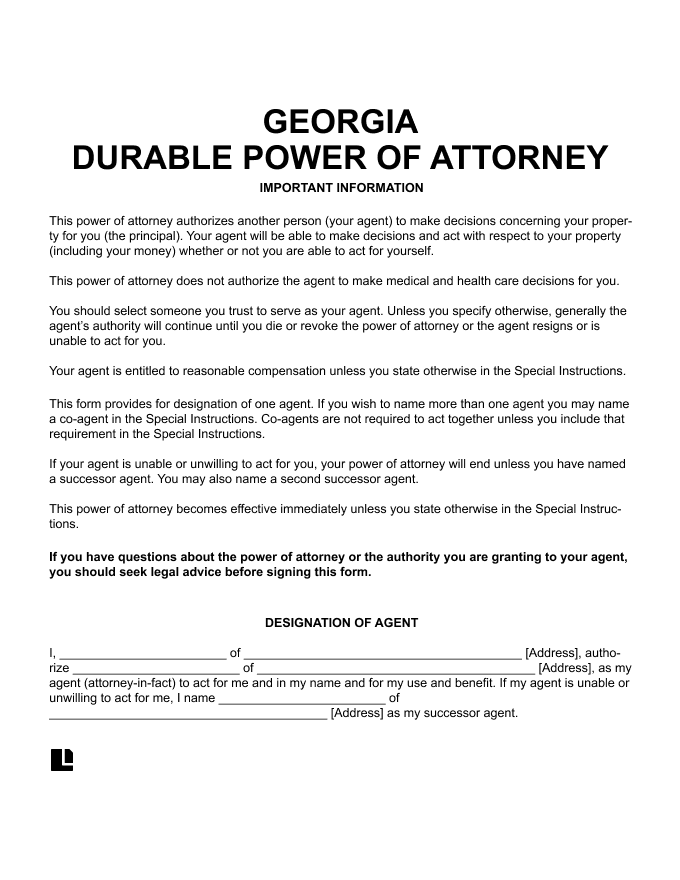 GEORGIA
DURABLE POWER OF ATTORNEY
IMPORTANT INFORMATION
This power of attorney authorizes another person (your agent) to make decisions concerning your proper-
ty for you (the principal). Your agent will be able to make decisions and act with respect to your property
(including your money) whether or not you are able to act for yourself.
This power of attorney does not authorize the agent to make medical and health care decisions for you.
You should select someone you trust to serve as your agent. Unless you specify otherwise, generally the
agent’s authority will continue until you die or revoke the power of attorney or the agent resigns or is
unable to act for you.
Your agent is entitled to reasonable compensation unless you state otherwise in the Special Instructions.
This form provides for designation of one agent. If you wish to name more than one agent you may name
a co-agent in the Special Instructions. Co-agents are not required to act together unless you include that
requirement in the Special Instructions.
If your agent is unable or unwilling to act for you, your power of attorney will end unless you have named
a successor agent. You may also name a second successor agent.
This power of attorney becomes effective immediately unless you state otherwise in the Special Instruc-
tions.
If you have questions about the power of attorney or the authority you are granting to your agent,
you should seek legal advice before signing this form.
DESIGNATION OF AGENT
I, ________________________ of ________________________________________ [Address], autho-
rize ________________________ of ________________________________________ [Address], as my
agent (attorney-in-fact) to act for me and in my name and for my use and benefit. If my agent is unable or
unwilling to act for me, I name ________________________ of
________________________________________ [Address] as my successor agent.